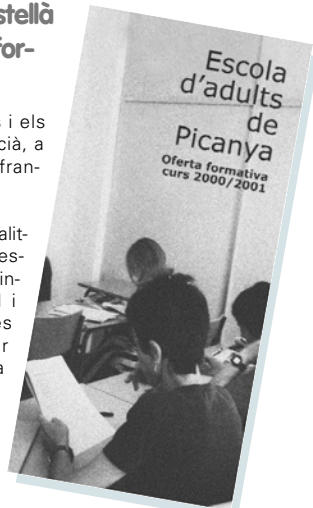 stellà
for-
s i els
cià, a
fran-
alit-
es-
in-
l i
es
r
a
Escola
d'adults
de
Picanya
Oferta formativa
curs 2000/2001